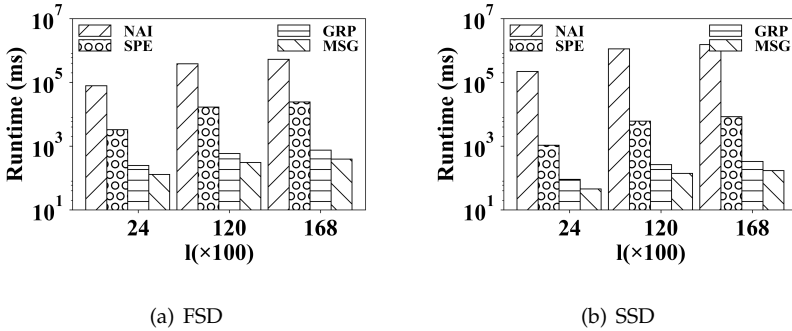 10^7
NAI
GRP
SPE
MSG
10^5
10^3
10^1
Runtime (ms)
24
120
168
l(×100)
(a) FSD
10^7
NAI
GRP
SPE
MSG
10^5
10^3
10^1
Runtime (ms)
24
120
168
l(×100)
(b) SSD